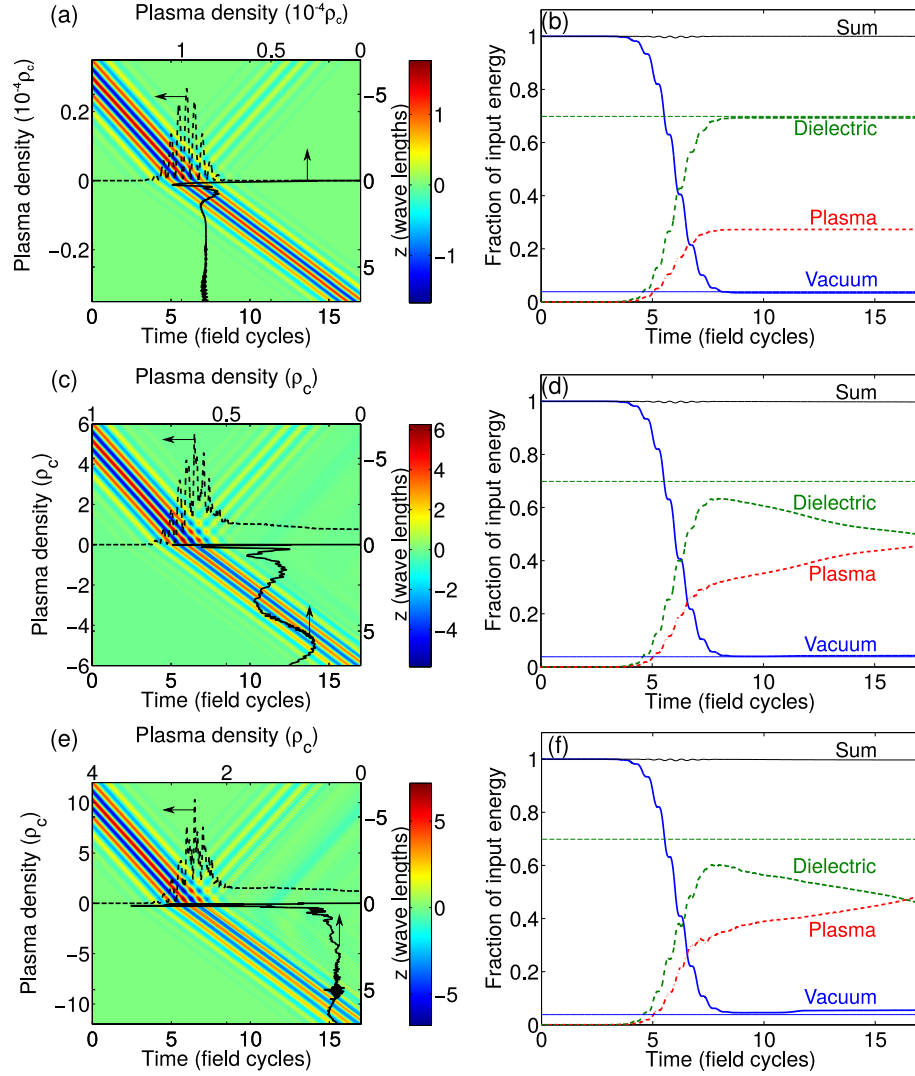 (a) Plasma density (10⁻⁴ρc)
1 0.5 0
Plasma density (10⁻⁴ρc)
0.2
0
−0.2
−5
0
5
z (wave lengths)
1
0
−1
0 5 10 15
Time (field cycles)
(b)
Sum
Dielectric
Plasma
Vacuum
Fraction of input energy
1
0.8
0.6
0.4
0.2
0
0 5 10 15
Time (field cycles)
(c) Plasma density (ρc)
1 0.5 0
Plasma density (ρc)
6
4
2
0
−2
−4
−6
−5
0
5
z (wave lengths)
6
4
2
0
−2
−4
0 5 10 15
Time (field cycles)
(d)
Sum
Dielectric
Plasma
Vacuum
Fraction of input energy
1
0.8
0.6
0.4
0.2
0
0 5 10 15
Time (field cycles)
(e) Plasma density (ρc)
4 2 0
Plasma density (ρc)
10
5
0
−5
−10
−5
0
5
z (wave lengths)
5
0
−5
0 5 10 15
Time (field cycles)
(f)
Sum
Dielectric
Plasma
Vacuum
Fraction of input energy
1
0.8
0.6
0.4
0.2
0
0 5 10 15
Time (field cycles)